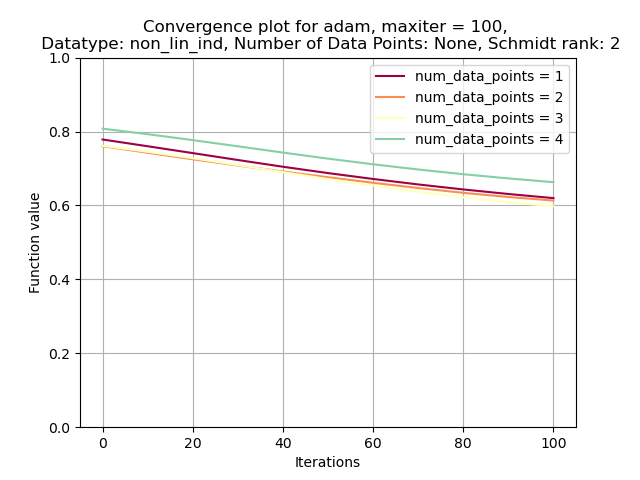 Convergence plot for adam, maxiter = 100,
Datatype: non_lin_ind, Number of Data Points: None, Schmidt rank: 2
num_data_points = 1
num_data_points = 2
num_data_points = 3
num_data_points = 4
Function value
1.0
0.8
0.6
0.4
0.2
0.0
0 20 40 60 80 100
Iterations